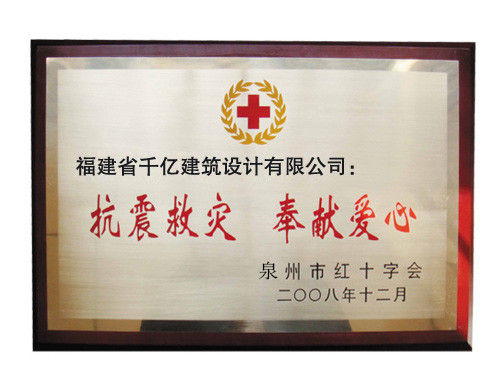 福建省千亿建筑设计有限公司：
抗震救灾 奉献爱心
泉州市红十字会
二〇〇八年十二月